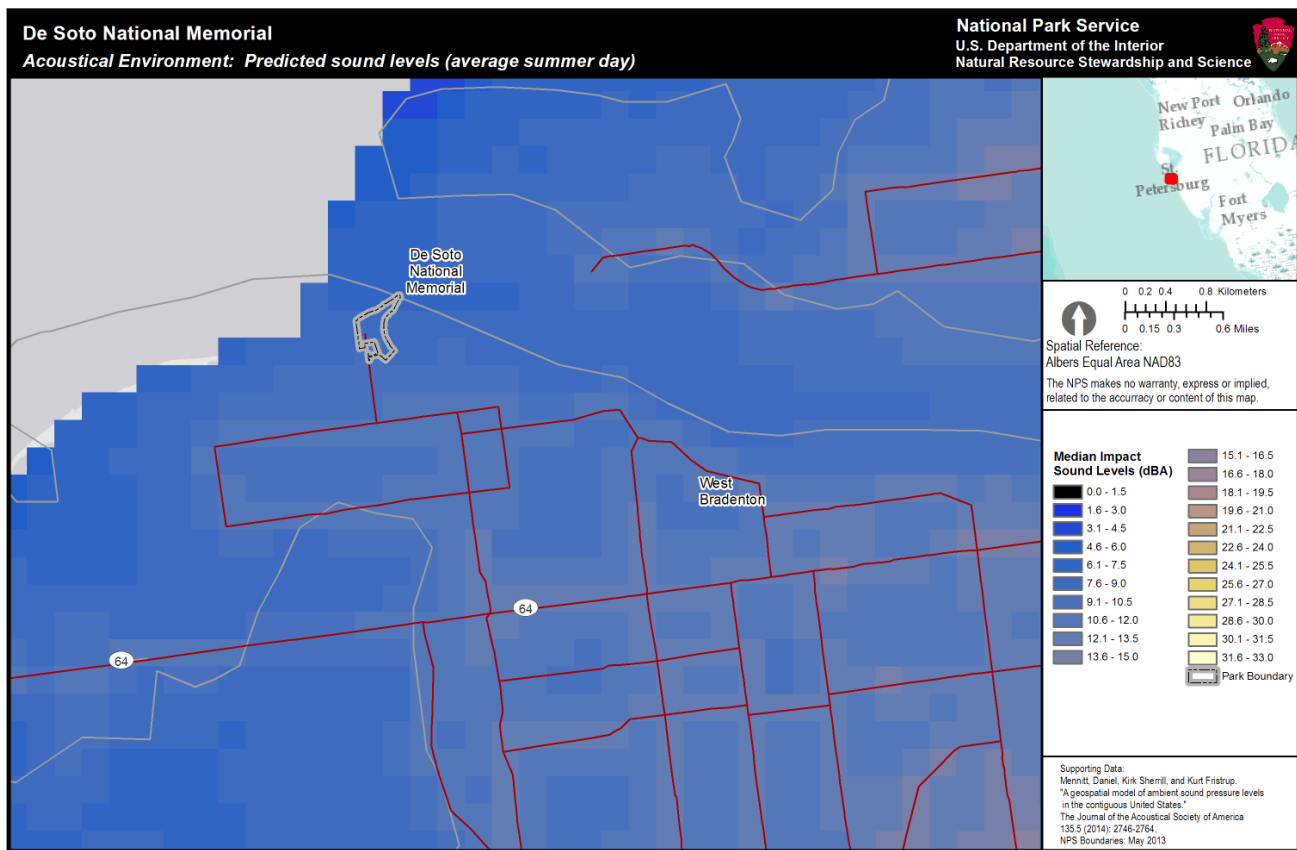 De Soto National Memorial
Acoustical Environment:  Predicted sound levels (average summer day)
National Park Service
U.S. Department of the Interior
Natural Resource Stewardship and Science
De Soto
National
Memorial
West
Bradenton
64
64
New Port
Richey
Orlando
Palm Bay
FLORIDA
St.
Petersburg
Fort
Myers
0 0.2 0.4 0.8 Kilometers
0 0.15 0.3 0.6 Miles
Spatial Reference:
Albers Equal Area NAD83
The NPS makes no warranty, express or implied,
related to the accurracy or content of this map.
Median Impact
Sound Levels (dBA)
0.0 - 1.5
1.6 - 3.0
3.1 - 4.5
4.6 - 6.0
6.1 - 7.5
7.6 - 9.0
9.1 - 10.5
10.6 - 12.0
12.1 - 13.5
13.6 - 15.0
15.1 - 16.5
16.6 - 18.0
18.1 - 19.5
19.6 - 21.0
21.1 - 22.5
22.6 - 24.0
24.1 - 25.5
25.6 - 27.0
27.1 - 28.5
28.6 - 30.0
30.1 - 31.5
31.6 - 33.0
Park Boundary
Supporting Data:
Mennitt, Daniel, Kirk Sherrill, and Kurt Fristrup.
"A geospatial model of ambient sound pressure levels
in the contiguous United States."
The Journal of the Acoustical Society of America
135.5 (2014): 2746-2764.
NPS Boundaries: May 2013